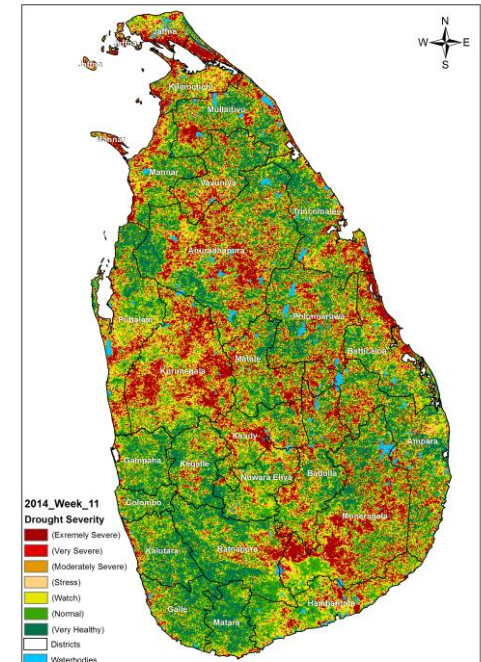 N
W E
S
Jaffna
Jaffna
Jaffna
Kilinochchi
Mullaitivu
Mannar
Mannar
Vavuniya
Trincomalee
Anuradhapura
Puttalam
Polonnaruwa
Batticaloa
Matale
Kurunegala
Kandy
Ampara
Gampaha
Kegalle
Nuwara Eliya
Badulla
Colombo
Moneragala
Kalutara
Ratnapura
Hambantota
Galle
Matara
2014_Week_11
Drought Severity
(Exremely Severe)
(Very Severe)
(Moderately Severe)
(Stress)
(Watch)
(Normal)
(Very Healthy)
Districts
Waterbodies